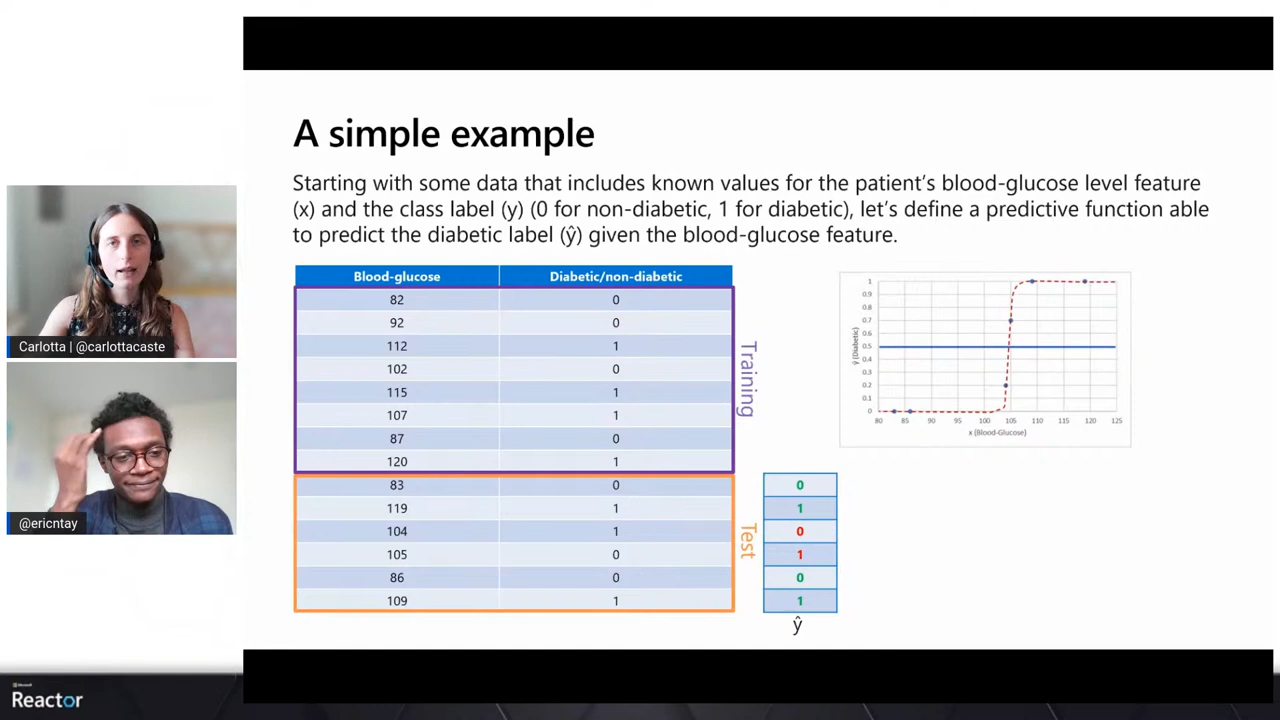 A simple example
Starting with some data that includes known values for the patient's blood-glucose level feature
(x) and the class label (y) (0 for non-diabetic, 1 for diabetic), let's define a predictive function able
to predict the diabetic label (ŷ) given the blood-glucose feature.
Blood-glucose Diabetic/non-diabetic
82 0
92 0
112 1
102 0
115 1
107 1
87 0
120 1
Training
83 0 0
119 1 1
104 1 0
105 0 1
86 0 0
109 1 1
Test
ŷ
1
0.9
0.8
0.7
0.6
0.5
0.4
0.3
0.2
0.1
0
ŷ (Diabetic)
80 85 90 95 100 105 110 115 120 125
x (Blood-Glucose)
Carlotta | @carlottacaste
@ericntay
Microsoft
Reactor